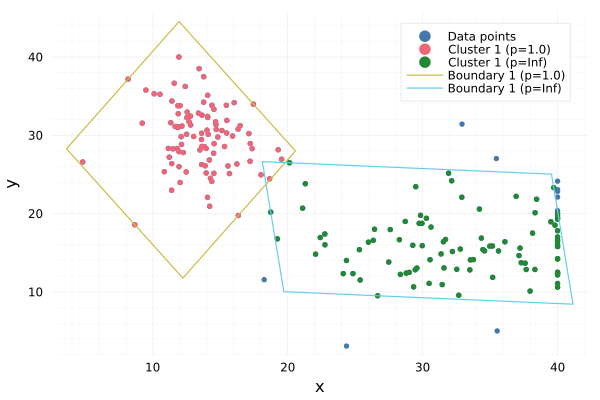 Data points
Cluster 1 (p=1.0)
Cluster 1 (p=Inf)
Boundary 1 (p=1.0)
Boundary 1 (p=Inf)
40
30
20
10
y
10
20
30
40
x